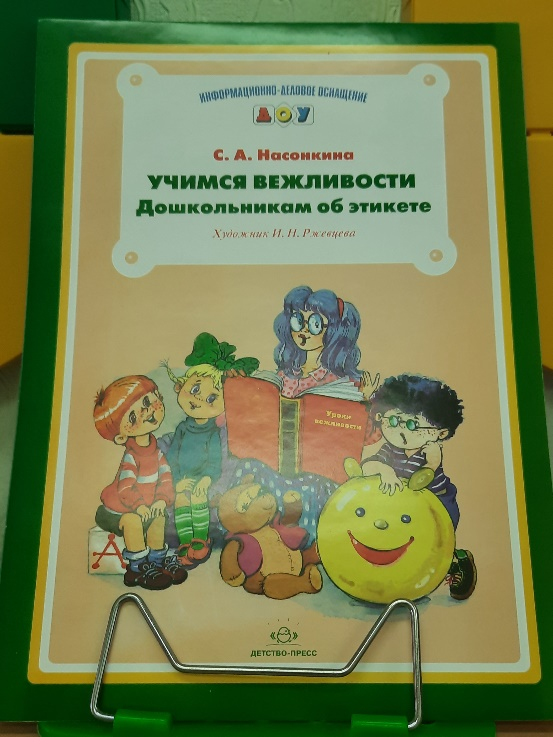 ИНФОРМАЦИОННО-ДЕЛОВОЕ ОСНАЩЕНИЕ
ДОУ
С. А. Насонкина
УЧИМСЯ ВЕЖЛИВОСТИ
Дошкольникам об этикете
Художник И. Н. Ржевцева
Уроки
вежливости
А
ДЕТСТВО-ПРЕСС